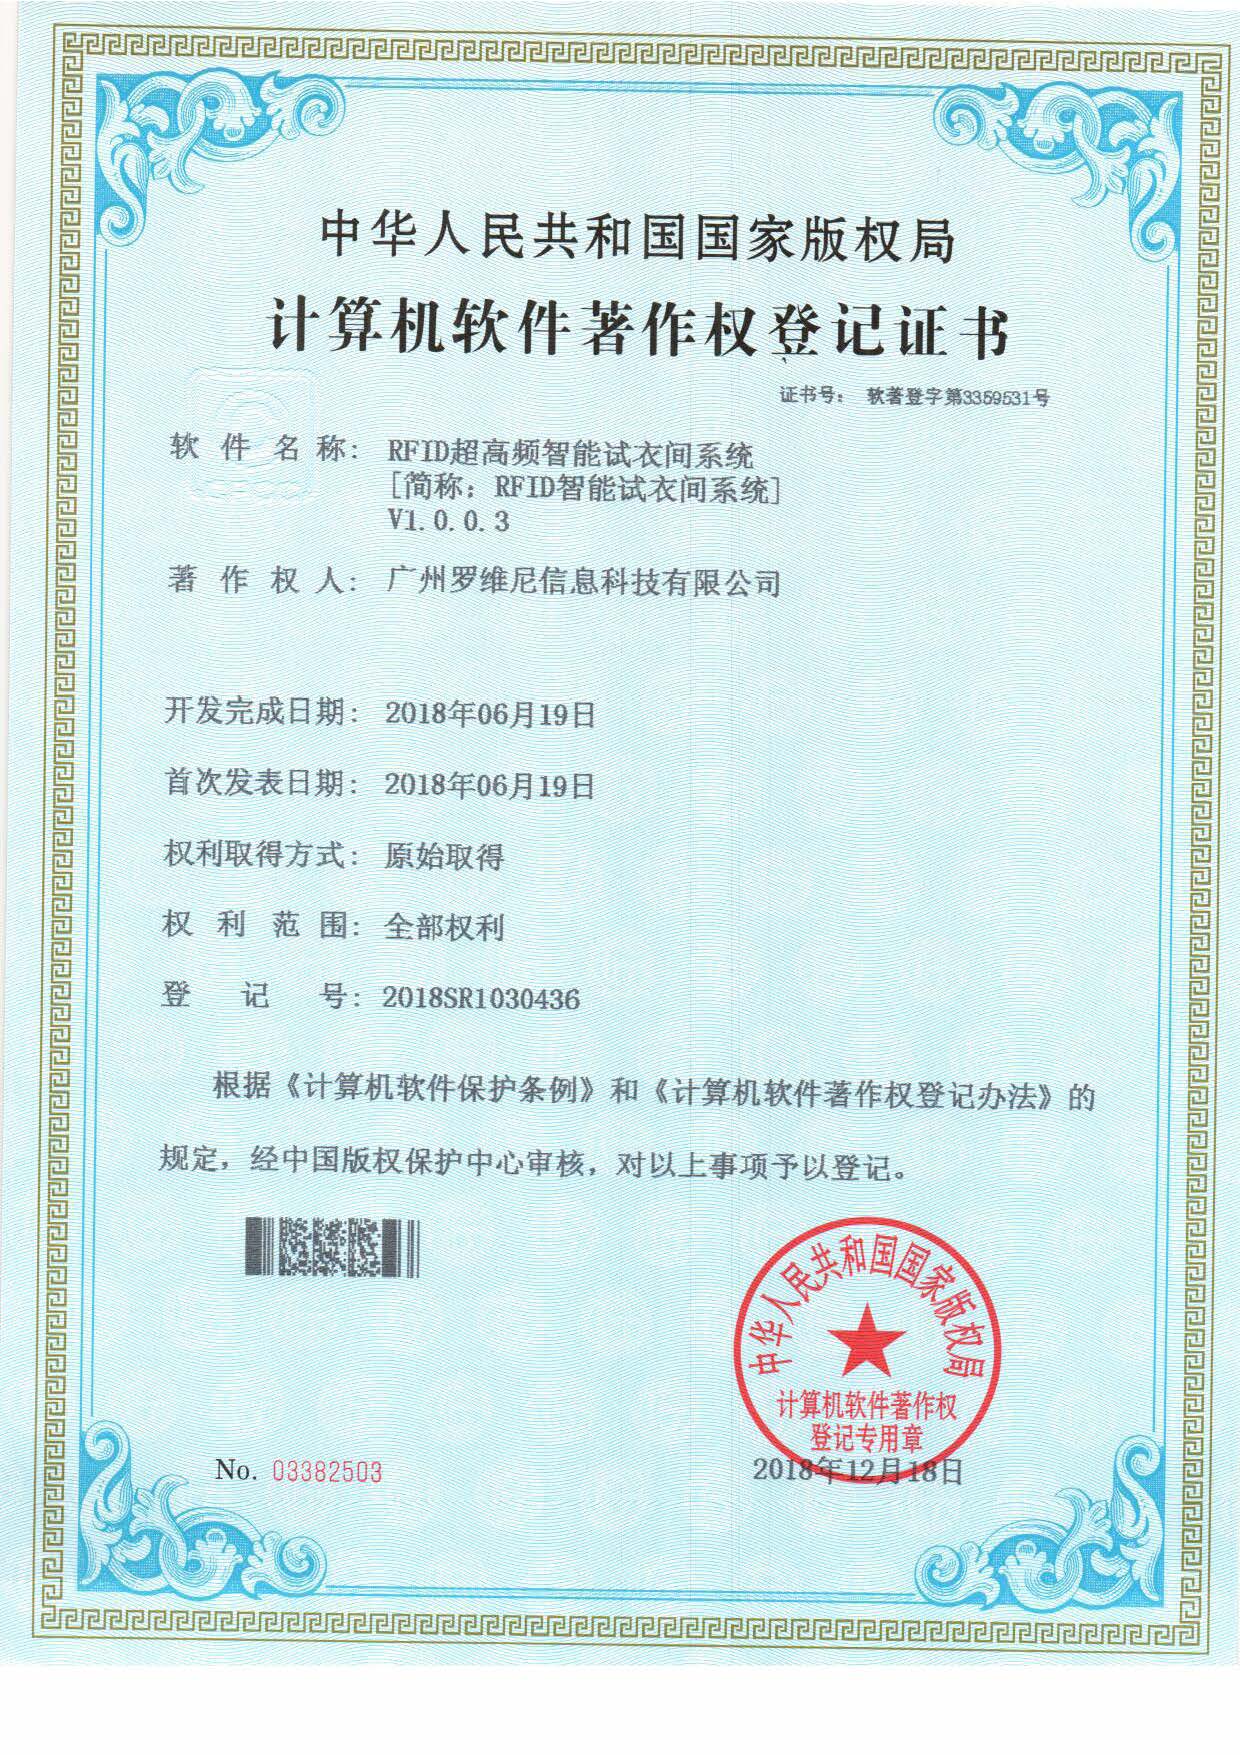 中华人民共和国国家版权局
计算机软件著作权登记证书
证书号： 软著登字第3359531号
软件名称： RFID超高频智能试衣间系统
[简称：RFID智能试衣间系统]
V1.0.0.3
著作权人： 广州罗维尼信息科技有限公司
开发完成日期： 2018年06月19日
首次发表日期： 2018年06月19日
权利取得方式： 原始取得
权利范围： 全部权利
登记号： 2018SR1030436
根据《计算机软件保护条例》和《计算机软件著作权登记办法》的
规定，经中国版权保护中心审核，对以上事项予以登记。
中华人民共和国国家版权局
计算机软件著作权
登记专用章
No. 03382503
2018年12月18日